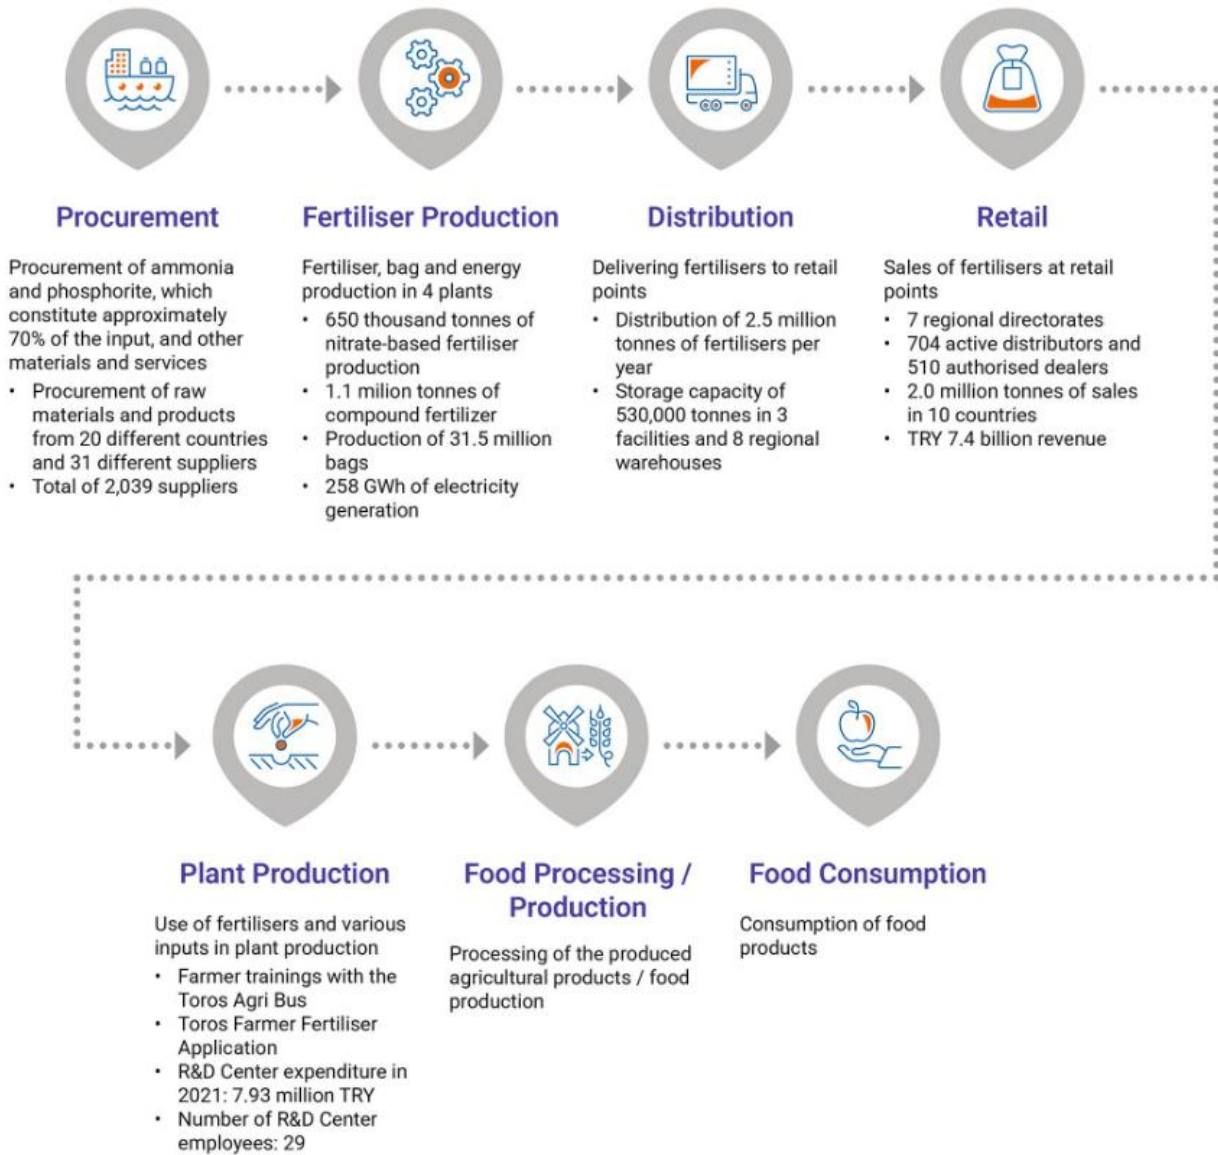 Procurement
Procurement of ammonia
and phosphorite, which
constitute approximately
70% of the input, and other
materials and services
• Procurement of raw
materials and products
from 20 different countries
and 31 different suppliers
• Total of 2,039 suppliers
Fertiliser Production
Fertiliser, bag and energy
production in 4 plants
• 650 thousand tonnes of
nitrate-based fertiliser
production
• 1.1 milion tonnes of
compound fertilizer
• Production of 31.5 million
bags
• 258 GWh of electricity
generation
Distribution
Delivering fertilisers to retail
points
• Distribution of 2.5 million
tonnes of fertilisers per
year
• Storage capacity of
530,000 tonnes in 3
facilities and 8 regional
warehouses
Retail
Sales of fertilisers at retail
points
• 7 regional directorates
• 704 active distributors and
510 authorised dealers
• 2.0 million tonnes of sales
in 10 countries
• TRY 7.4 billion revenue
Plant Production
Use of fertilisers and various
inputs in plant production
• Farmer trainings with the
Toros Agri Bus
• Toros Farmer Fertiliser
Application
• R&D Center expenditure in
2021: 7.93 million TRY
• Number of R&D Center
employees: 29
Food Processing /
Production
Processing of the produced
agricultural products / food
production
Food Consumption
Consumption of food
products